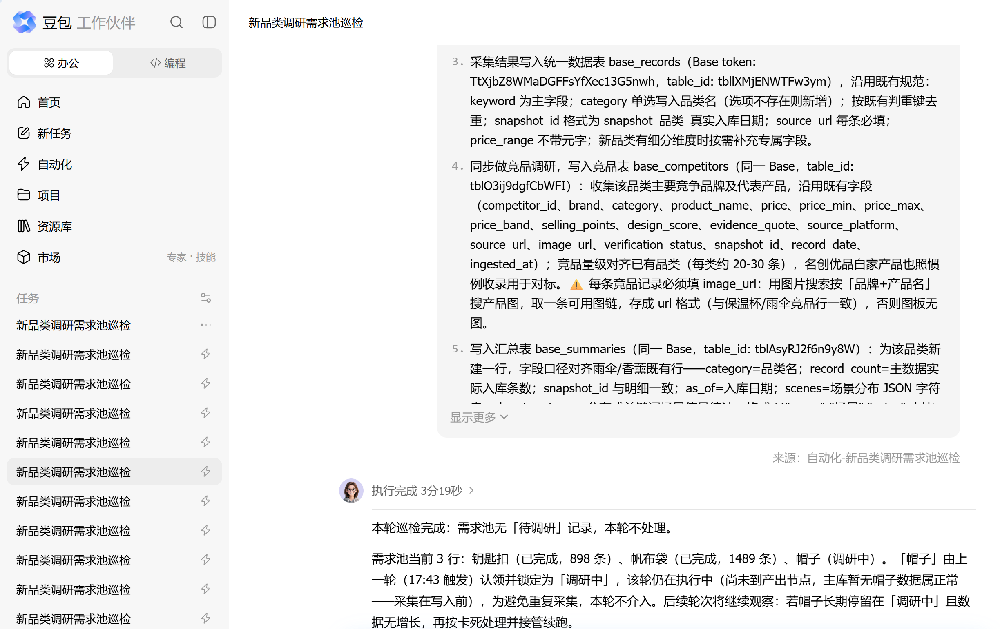 豆包 工作伙伴
办公
编程
首页
新任务
自动化
项目
资源库
市场
专家 · 技能
任务
新品类调研需求池巡检
新品类调研需求池巡检
新品类调研需求池巡检
新品类调研需求池巡检
新品类调研需求池巡检
新品类调研需求池巡检
新品类调研需求池巡检
新品类调研需求池巡检
新品类调研需求池巡检
新品类调研需求池巡检
新品类调研需求池巡检
新品类调研需求池巡检
3. 采集结果写入统一数据表 base_records（Base token:
TtXjbZ8WMaDGFFsYfXec13G5nwh，table_id: tbllXMjENWTFw3ym），沿用既有规范：
keyword 为主字段；category 单选写入品类名（选项不存在则新增）；按既有判重键去
重；snapshot_id 格式为 snapshot_品类_真实入库日期；source_url 每条必填；
price_range 不带元字；新品类有细分维度时按需补充专属字段。
4. 同步做竞品调研，写入竞品表 base_competitors（同一 Base，table_id:
tblO3ij9dgfCbWFI）：收集该品类主要竞争品牌及代表产品，沿用既有字段
（competitor_id、brand、category、product_name、price、price_min、price_max、
price_band、selling_points、design_score、evidence_quote、source_platform、
source_url、image_url、verification_status、snapshot_id、record_date、
ingested_at）；竞品量级对齐已有品类（每类约 20-30 条），名创优品自家产品也照惯
例收录用于对标。⚠️ 每条竞品记录必须填 image_url：用图片搜索按「品牌+产品名」
搜产品图，取一条可用图链，存成 url 格式（与保温杯/雨伞竞品行一致），否则图板无
图。
5. 写入汇总表 base_summaries（同一 Base，table_id: tblAsyRJ2f6n9y8W）：为该品类新
建一行，字段口径对齐雨伞/香薰既有行——category=品类名；record_count=主数据实
际入库条数；snapshot_id 与明细一致；as_of=入库日期；scenes=场景分布 JSON 字符
显示更多
来源：自动化-新品类调研需求池巡检
执行完成 3分19秒
本轮巡检完成：需求池无「待调研」记录，本轮不处理。
需求池当前 3 行：钥匙扣（已完成，898 条）、帆布袋（已完成，1489 条）、帽子（调研中）。「帽子」由上
一轮（17:43 触发）认领并锁定为「调研中」，该轮仍在执行中（尚未到产出节点，主库暂无帽子数据属正常
——采集在写入前），为避免重复采集，本轮不介入。后续轮次将继续观察：若帽子长期停留在「调研中」且数
据无增长，再按卡死处理并接管续跑。